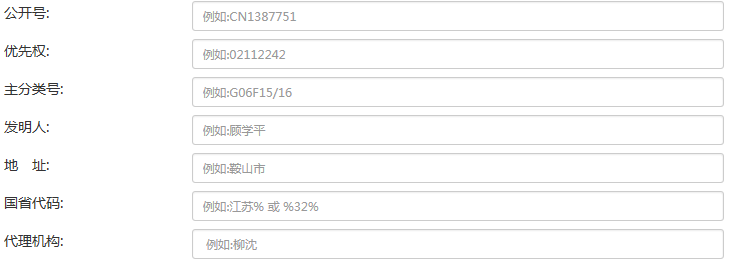 公开号: 例如:CN1387751
优先权: 例如:02112242
主分类号: 例如:G06F15/16
发明人: 例如:顾学平
地　址: 例如:鞍山市
国省代码: 例如:江苏% 或 %32%
代理机构: 例如:柳沈